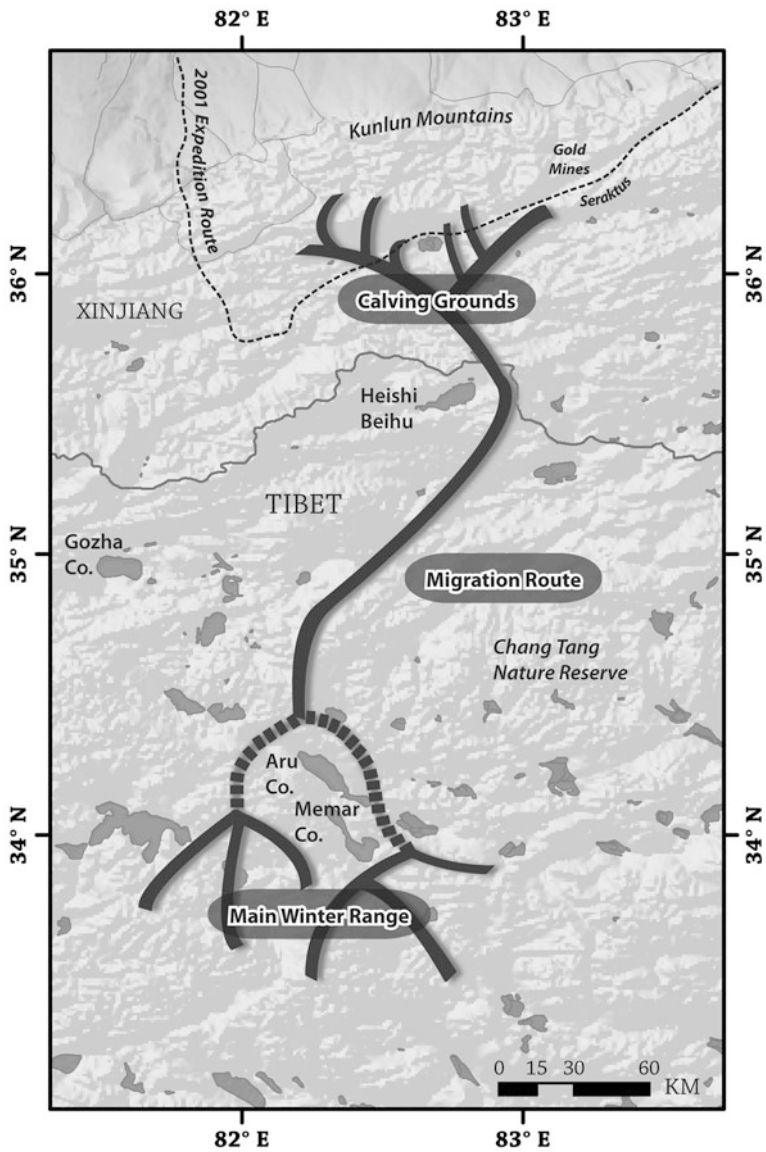 82° E
83° E
2001 Expedition Route
Kunlun Mountains
Gold
Mines
Seraktus
36° N
36° N
Calving Grounds
XINJIANG
Heishi
Beihu
TIBET
35° N
35° N
Gozha
Co.
Migration Route
Chang Tang
Nature Reserve
Aru
Co.
Memar
Co.
34° N
34° N
Main Winter Range
0 15 30 60
KM
82° E
83° E